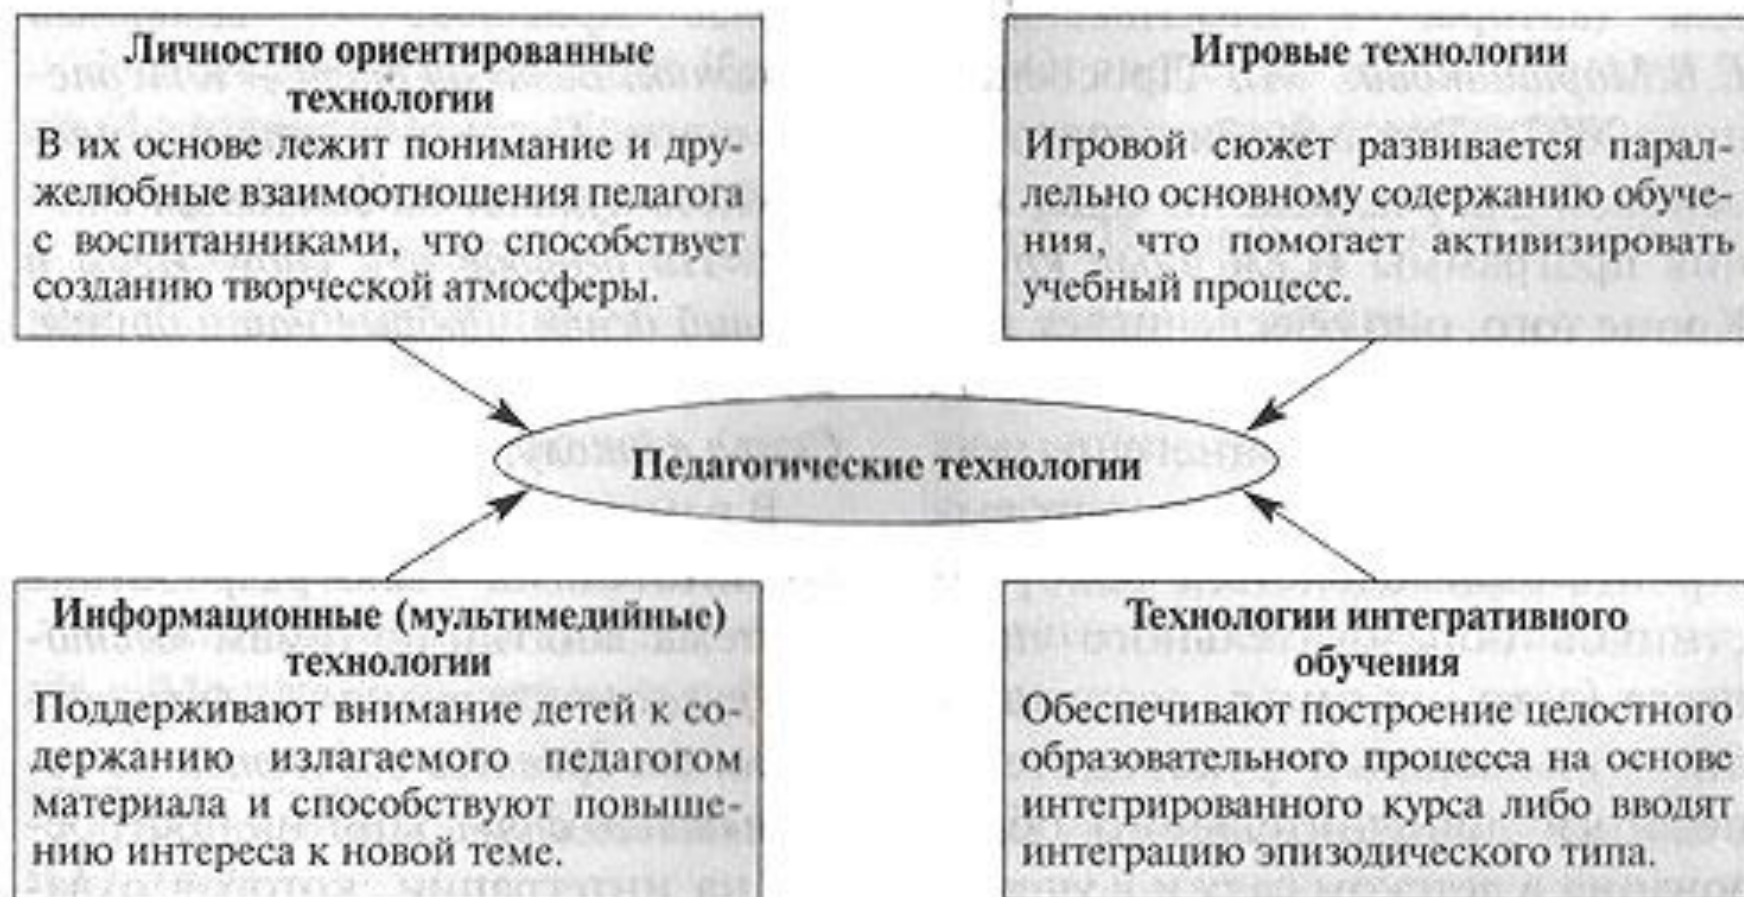 Личностно ориентированные
технологии
В их основе лежит понимание и дру-
желюбные взаимоотношения педагога
с воспитанниками, что способствует
созданию творческой атмосферы.
Игровые технологии
Игровой сюжет развивается парал-
лельно основному содержанию обуче-
ния, что помогает активизировать
учебный процесс.
Педагогические технологии
Информационные (мультимедийные)
технологии
Поддерживают внимание детей к со-
держанию излагаемого педагогом
материала и способствуют повыше-
нию интереса к новой теме.
Технологии интегративного
обучения
Обеспечивают построение целостного
образовательного процесса на основе
интегрированного курса либо вводят
интеграцию эпизодического типа.